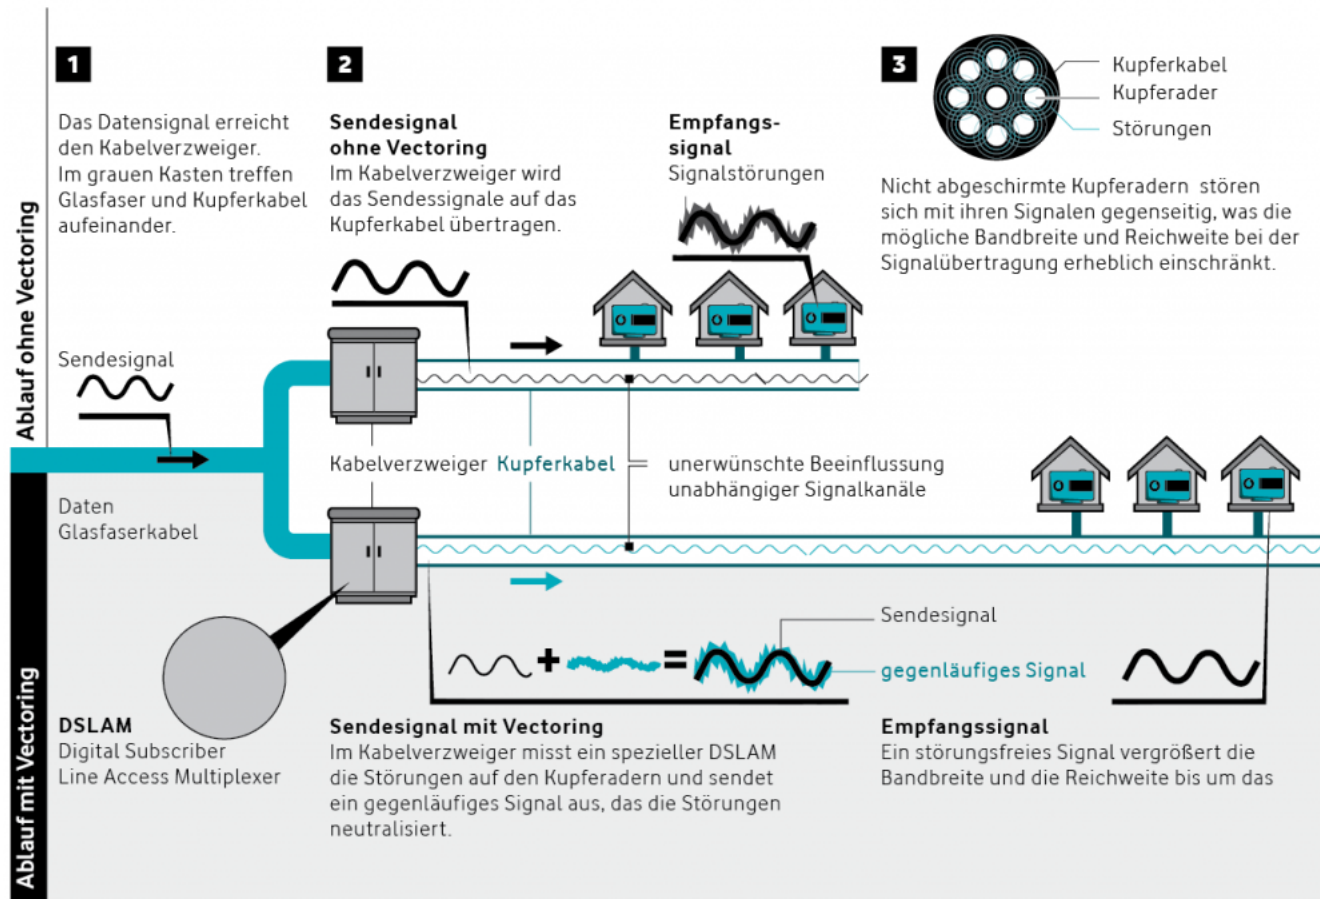 1
Das Datensignal erreicht
den Kabelverzweiger.
Im grauen Kasten treffen
Glasfaser und Kupferkabel
aufeinander.
2
Sendesignal
ohne Vectoring
Im Kabelverzweiger wird
das Sendessignale auf das
Kupferkabel übertragen.
Empfangs-
signal
Signalstörungen
3
Kupferkabel
Kupferader
Störungen
Nicht abgeschirmte Kupferadern stören
sich mit ihren Signalen gegenseitig, was die
mögliche Bandbreite und Reichweite bei der
Signalübertragung erheblich einschränkt.
Ablauf ohne Vectoring
Sendesignal
Kabelverzweiger
Kupferkabel
unerwünschte Beeinflussung
unabhängiger Signalkanäle
Daten
Glasfaserkabel
Ablauf mit Vectoring
Sendesignal
gegenläufiges Signal
DSLAM
Digital Subscriber
Line Access Multiplexer
Sendesignal mit Vectoring
Im Kabelverzweiger misst ein spezieller DSLAM
die Störungen auf den Kupferadern und sendet
ein gegenläufiges Signal aus, das die Störungen
neutralisiert.
Empfangssignal
Ein störungsfreies Signal vergrößert die
Bandbreite und die Reichweite bis um das